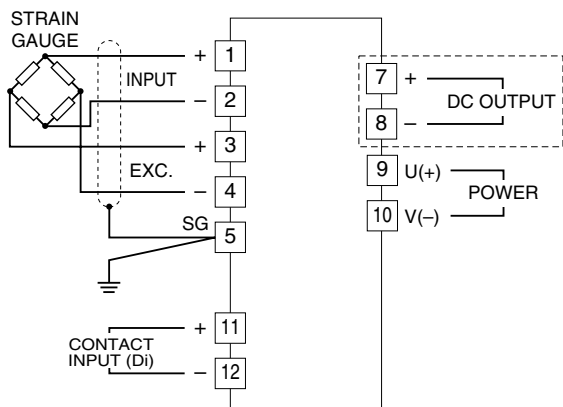 STRAIN
GAUGE
+ 1
INPUT
– 2
+ 3
EXC.
– 4
SG 5
+ 11
CONTACT
INPUT (Di)
– 12
7 +
DC OUTPUT
8 –
9 U(+)
POWER
10 V(–)